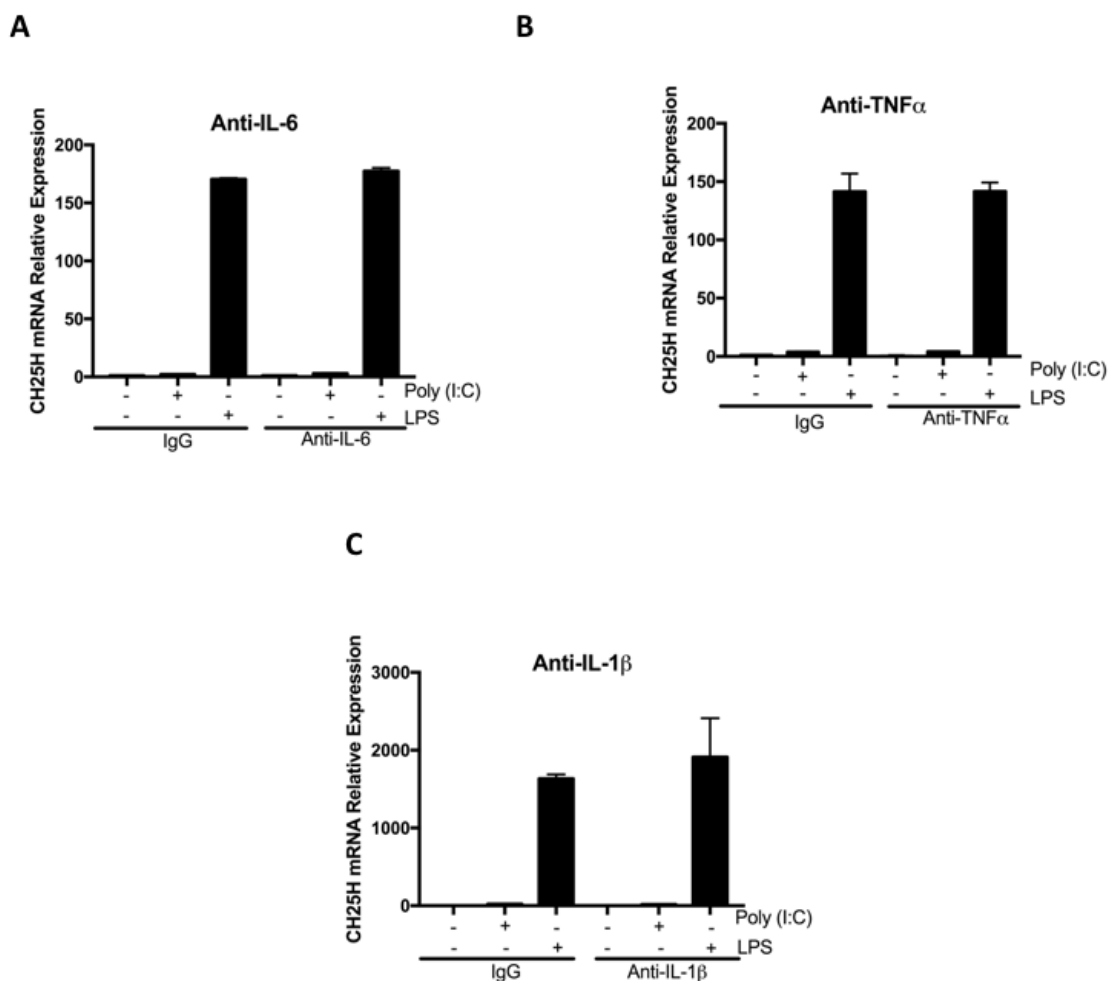 A
Anti-IL-6
CH25H mRNA Relative Expression
200
150
100
50
0
- + - - + - Poly (I:C)
- - + - - + LPS
IgG Anti-IL-6
B
Anti-TNFα
CH25H mRNA Relative Expression
200
150
100
50
0
- + - - + - Poly (I:C)
- - + - - + LPS
IgG Anti-TNFα
C
Anti-IL-1β
CH25H mRNA Relative Expression
3000
2000
1000
0
- + - - + - Poly (I:C)
- - + - - + LPS
IgG Anti-IL-1β